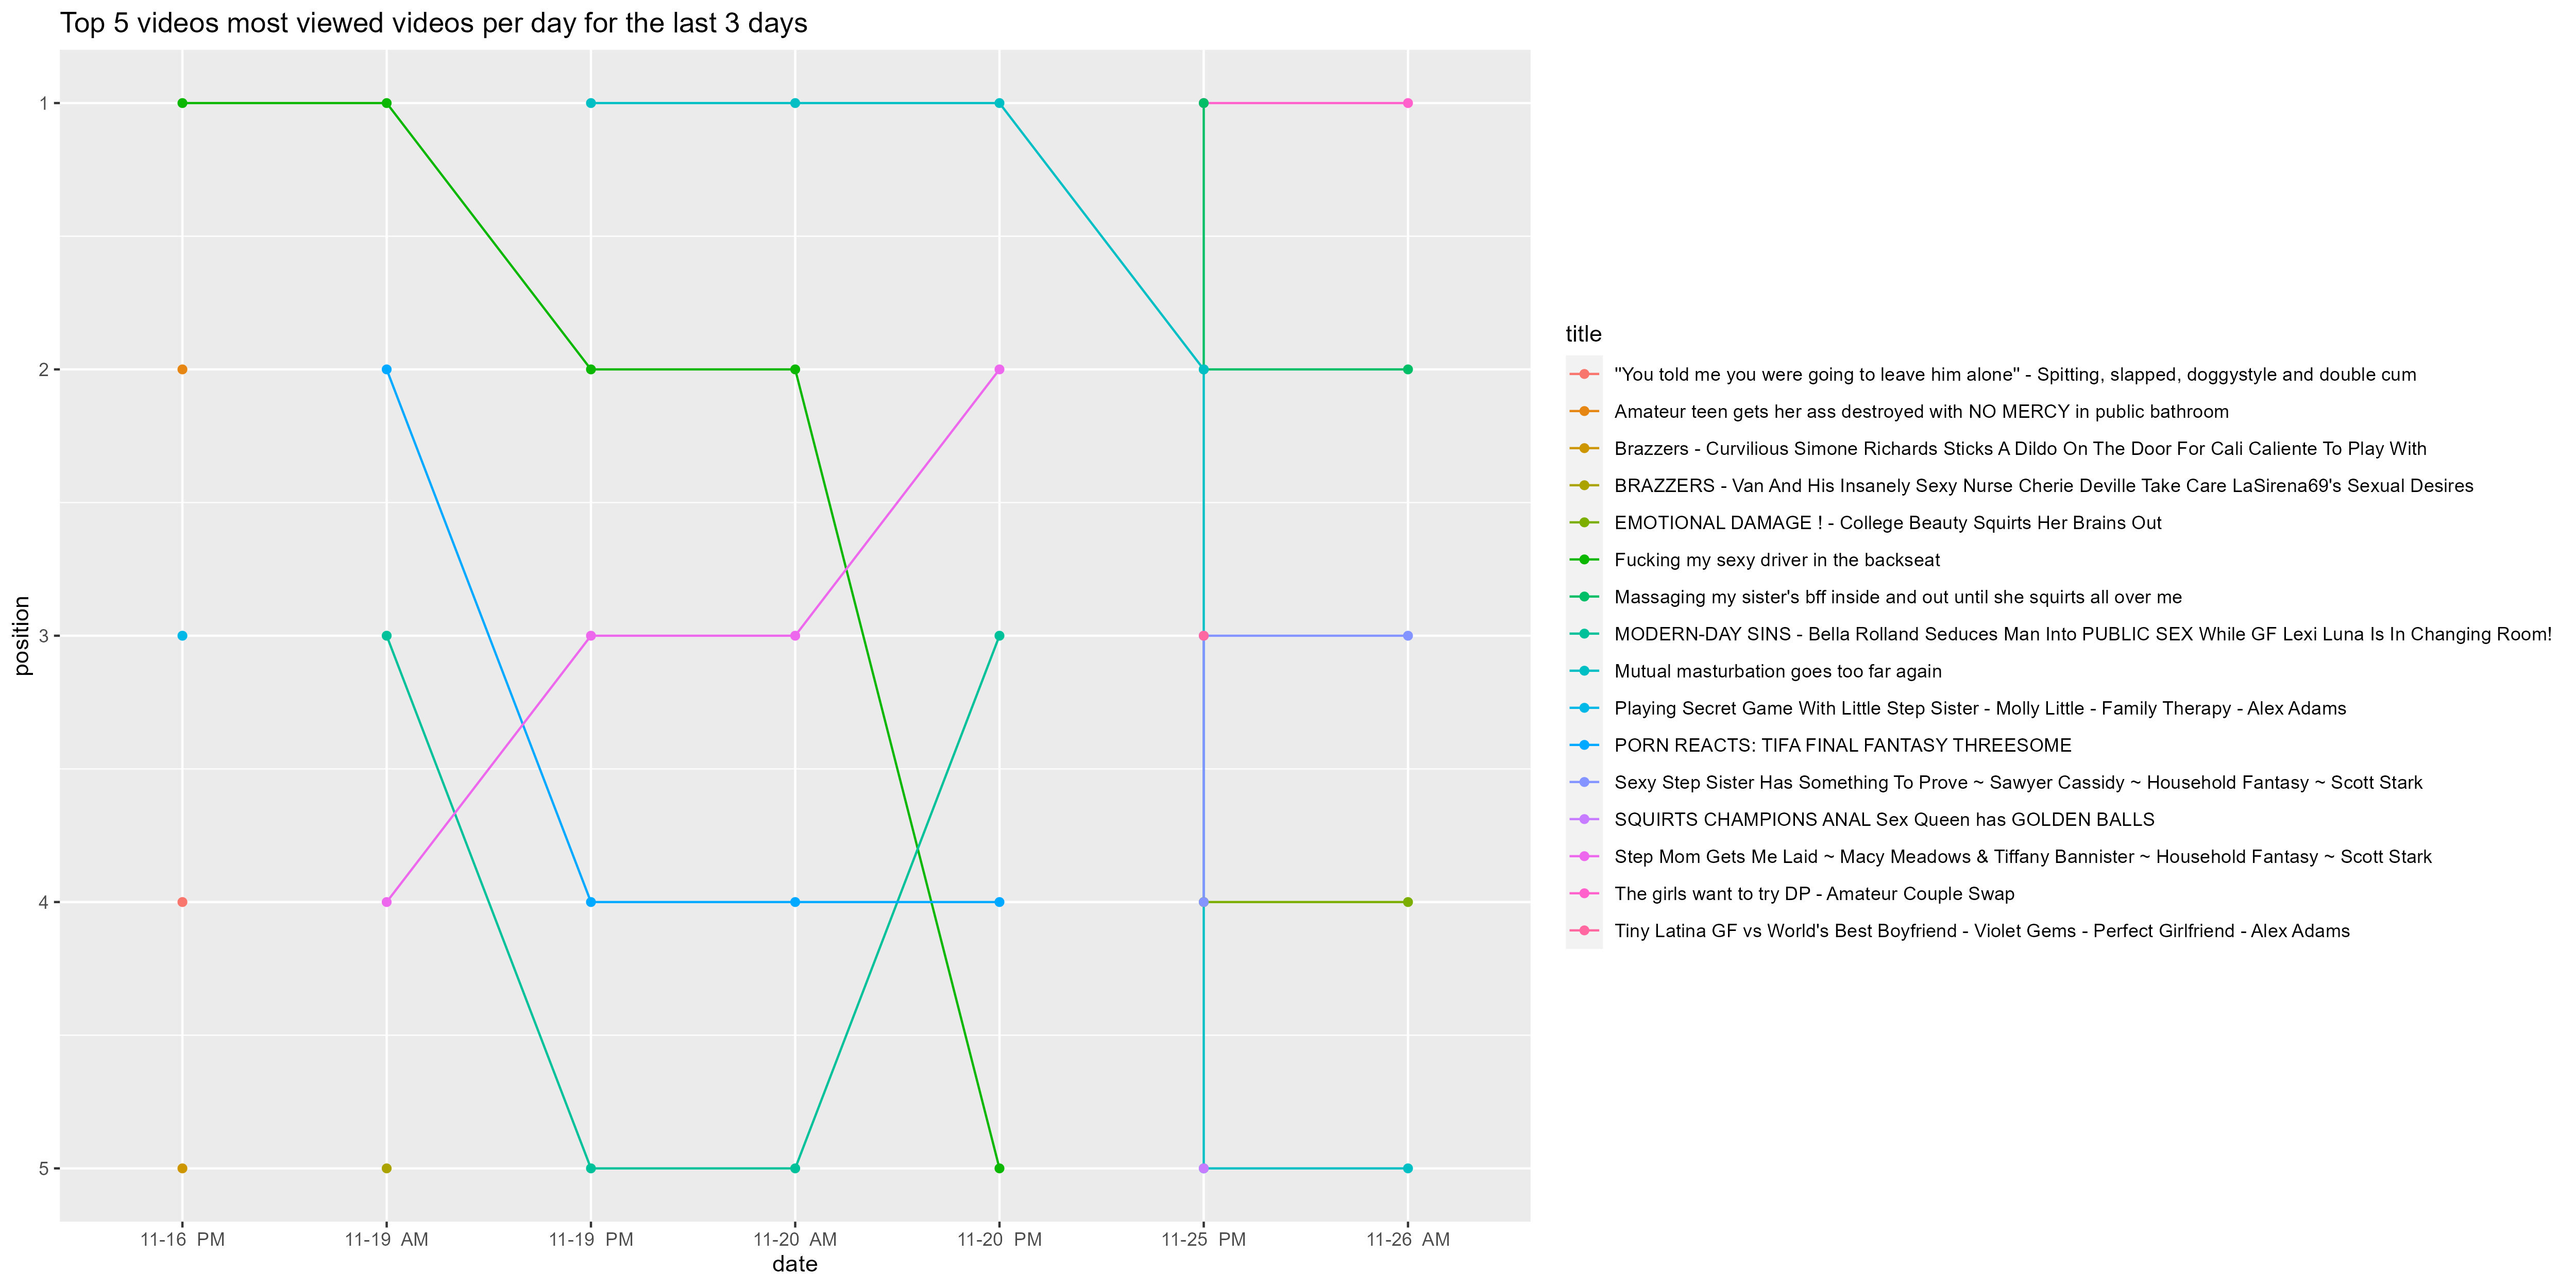 Top 5 videos most viewed videos per day for the last 3 days
position
1
2
3
4
5
11-16 PM
11-19 AM
11-19 PM
11-20 AM
11-20 PM
11-25 PM
11-26 AM
date
title
"You told me you were going to leave him alone" - Spitting, slapped, doggystyle and double cum
Amateur teen gets her ass destroyed with NO MERCY in public bathroom
Brazzers - Curvilious Simone Richards Sticks A Dildo On The Door For Cali Caliente To Play With
BRAZZERS - Van And His Insanely Sexy Nurse Cherie Deville Take Care LaSirena69's Sexual Desires
EMOTIONAL DAMAGE ! - College Beauty Squirts Her Brains Out
Fucking my sexy driver in the backseat
Massaging my sister's bff inside and out until she squirts all over me
MODERN-DAY SINS - Bella Rolland Seduces Man Into PUBLIC SEX While GF Lexi Luna Is In Changing Room!
Mutual masturbation goes too far again
Playing Secret Game With Little Step Sister - Molly Little - Family Therapy - Alex Adams
PORN REACTS: TIFA FINAL FANTASY THREESOME
Sexy Step Sister Has Something To Prove ~ Sawyer Cassidy ~ Household Fantasy ~ Scott Stark
SQUIRTS CHAMPIONS ANAL Sex Queen has GOLDEN BALLS
Step Mom Gets Me Laid ~ Macy Meadows & Tiffany Bannister ~ Household Fantasy ~ Scott Stark
The girls want to try DP - Amateur Couple Swap
Tiny Latina GF vs World's Best Boyfriend - Violet Gems - Perfect Girlfriend - Alex Adams